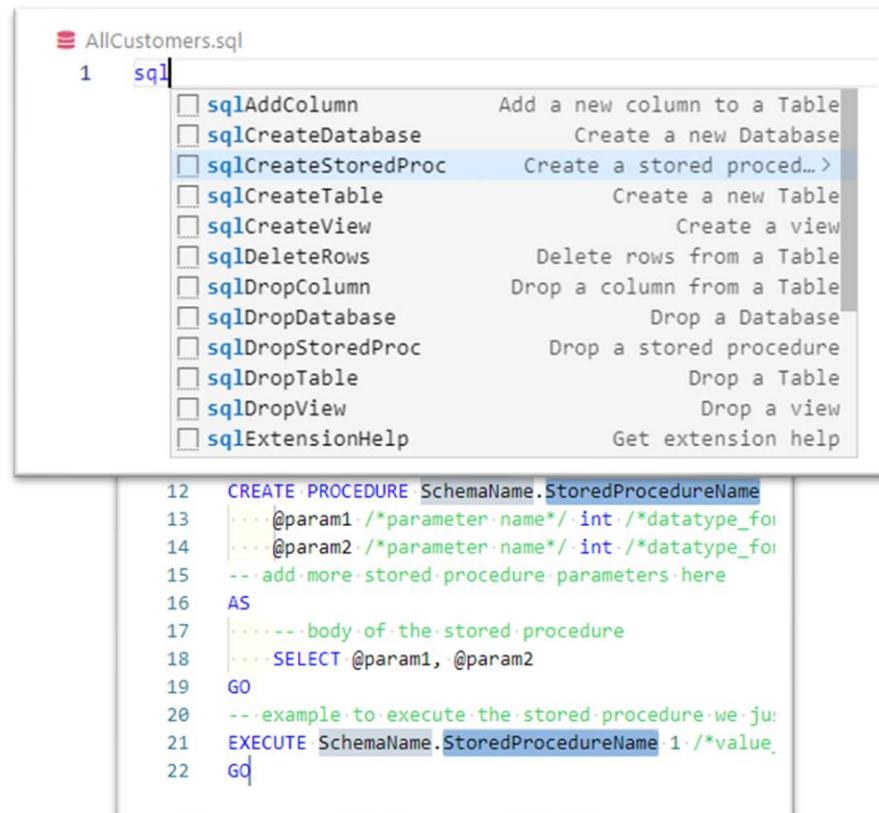 AllCustomers.sql
1 sql
sqlAddColumn Add a new column to a Table
sqlCreateDatabase Create a new Database
sqlCreateStoredProc Create a stored proced…>
sqlCreateTable Create a new Table
sqlCreateView Create a view
sqlDeleteRows Delete rows from a Table
sqlDropColumn Drop a column from a Table
sqlDropDatabase Drop a Database
sqlDropStoredProc Drop a stored procedure
sqlDropTable Drop a Table
sqlDropView Drop a view
sqlExtensionHelp Get extension help
12 CREATE PROCEDURE SchemaName.StoredProcedureName
13 @param1 /*parameter name*/ int /*datatype_for
14 @param2 /*parameter name*/ int /*datatype_for
15 -- add more stored procedure parameters here
16 AS
17 -- body of the stored procedure
18 SELECT @param1, @param2
19 GO
20 -- example to execute the stored procedure we jus
21 EXECUTE SchemaName.StoredProcedureName 1 /*value_
22 GO